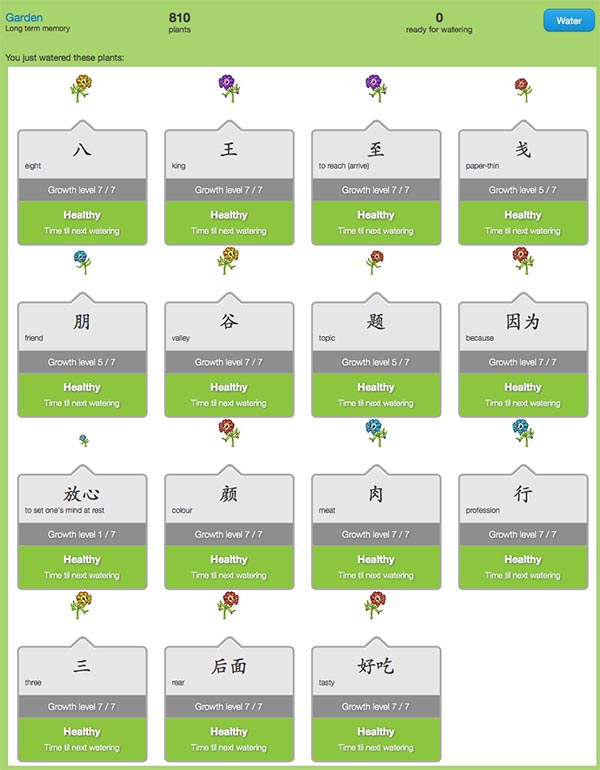 Garden
Long term memory
810
plants
0
ready for watering
Water
You just watered these plants:
八
eight
Growth level 7 / 7
Healthy
Time til next watering
王
king
Growth level 7 / 7
Healthy
Time til next watering
至
to reach (arrive)
Growth level 7 / 7
Healthy
Time til next watering
戋
paper-thin
Growth level 5 / 7
Healthy
Time til next watering
朋
friend
Growth level 5 / 7
Healthy
Time til next watering
谷
valley
Growth level 7 / 7
Healthy
Time til next watering
题
topic
Growth level 5 / 7
Healthy
Time til next watering
因为
because
Growth level 7 / 7
Healthy
Time til next watering
放心
to set one's mind at rest
Growth level 1 / 7
Healthy
Time til next watering
颜
colour
Growth level 7 / 7
Healthy
Time til next watering
肉
meat
Growth level 7 / 7
Healthy
Time til next watering
行
profession
Growth level 7 / 7
Healthy
Time til next watering
三
three
Growth level 7 / 7
Healthy
Time til next watering
后面
rear
Growth level 7 / 7
Healthy
Time til next watering
好吃
tasty
Growth level 7 / 7
Healthy
Time til next watering